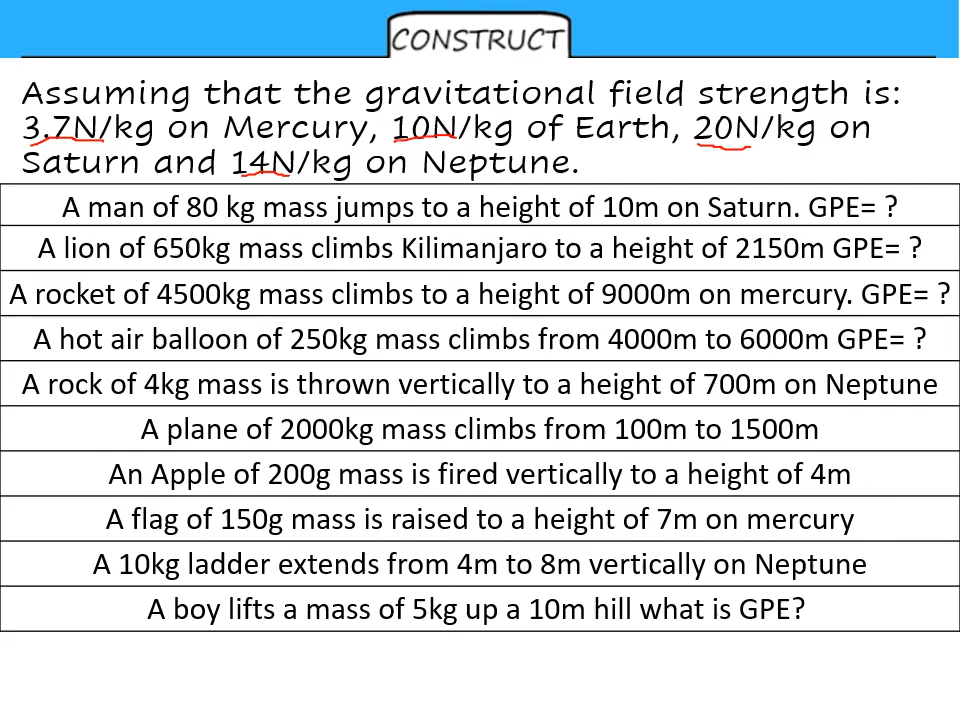 CONSTRUCT
Assuming that the gravitational field strength is:
3.7N/kg on Mercury, 10N/kg of Earth, 20N/kg on
Saturn and 14N/kg on Neptune.
A man of 80 kg mass jumps to a height of 10m on Saturn. GPE= ?
A lion of 650kg mass climbs Kilimanjaro to a height of 2150m GPE= ?
A rocket of 4500kg mass climbs to a height of 9000m on mercury. GPE= ?
A hot air balloon of 250kg mass climbs from 4000m to 6000m GPE= ?
A rock of 4kg mass is thrown vertically to a height of 700m on Neptune
A plane of 2000kg mass climbs from 100m to 1500m
An Apple of 200g mass is fired vertically to a height of 4m
A flag of 150g mass is raised to a height of 7m on mercury
A 10kg ladder extends from 4m to 8m vertically on Neptune
A boy lifts a mass of 5kg up a 10m hill what is GPE?